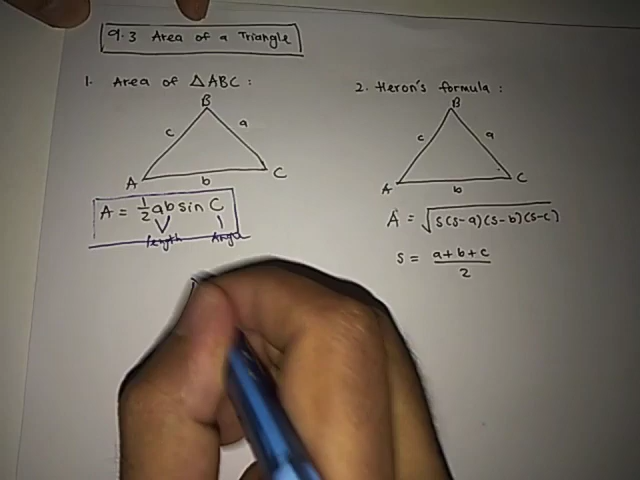 9.3 Area of a Triangle
1. Area of △ABC :
B
c a
A b C
A = 1/2 ab sin C
length Angle
2. Heron's formula :
B
c a
A b C
A = √s(s-a)(s-b)(s-c)
s = a+b+c
2